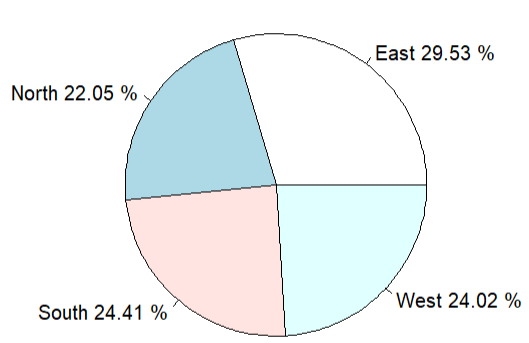 East 29.53 %
North 22.05 %
South 24.41 %
West 24.02 %